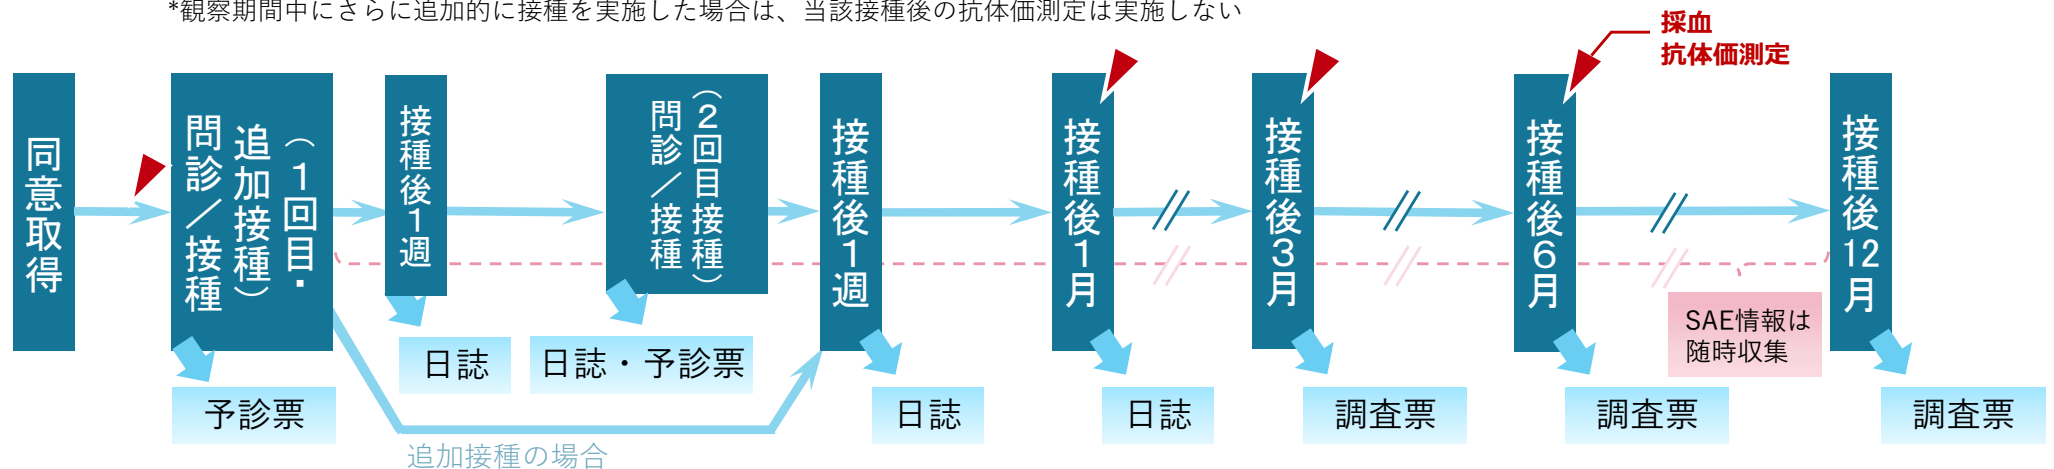 *観察期間中にさらに追加的に接種を実施した場合は、当該接種後の抗体価測定は実施しない
採血
抗体価測定
同意取得
（１回目・
追加接種）
問診／接種
接種後１週
（２回目接種）
問診／接種
接種後１週
接種後１月
接種後３月
接種後６月
接種後12月
SAE情報は
随時収集
予診票
日誌
日誌・予診票
日誌
日誌
調査票
調査票
調査票
追加接種の場合